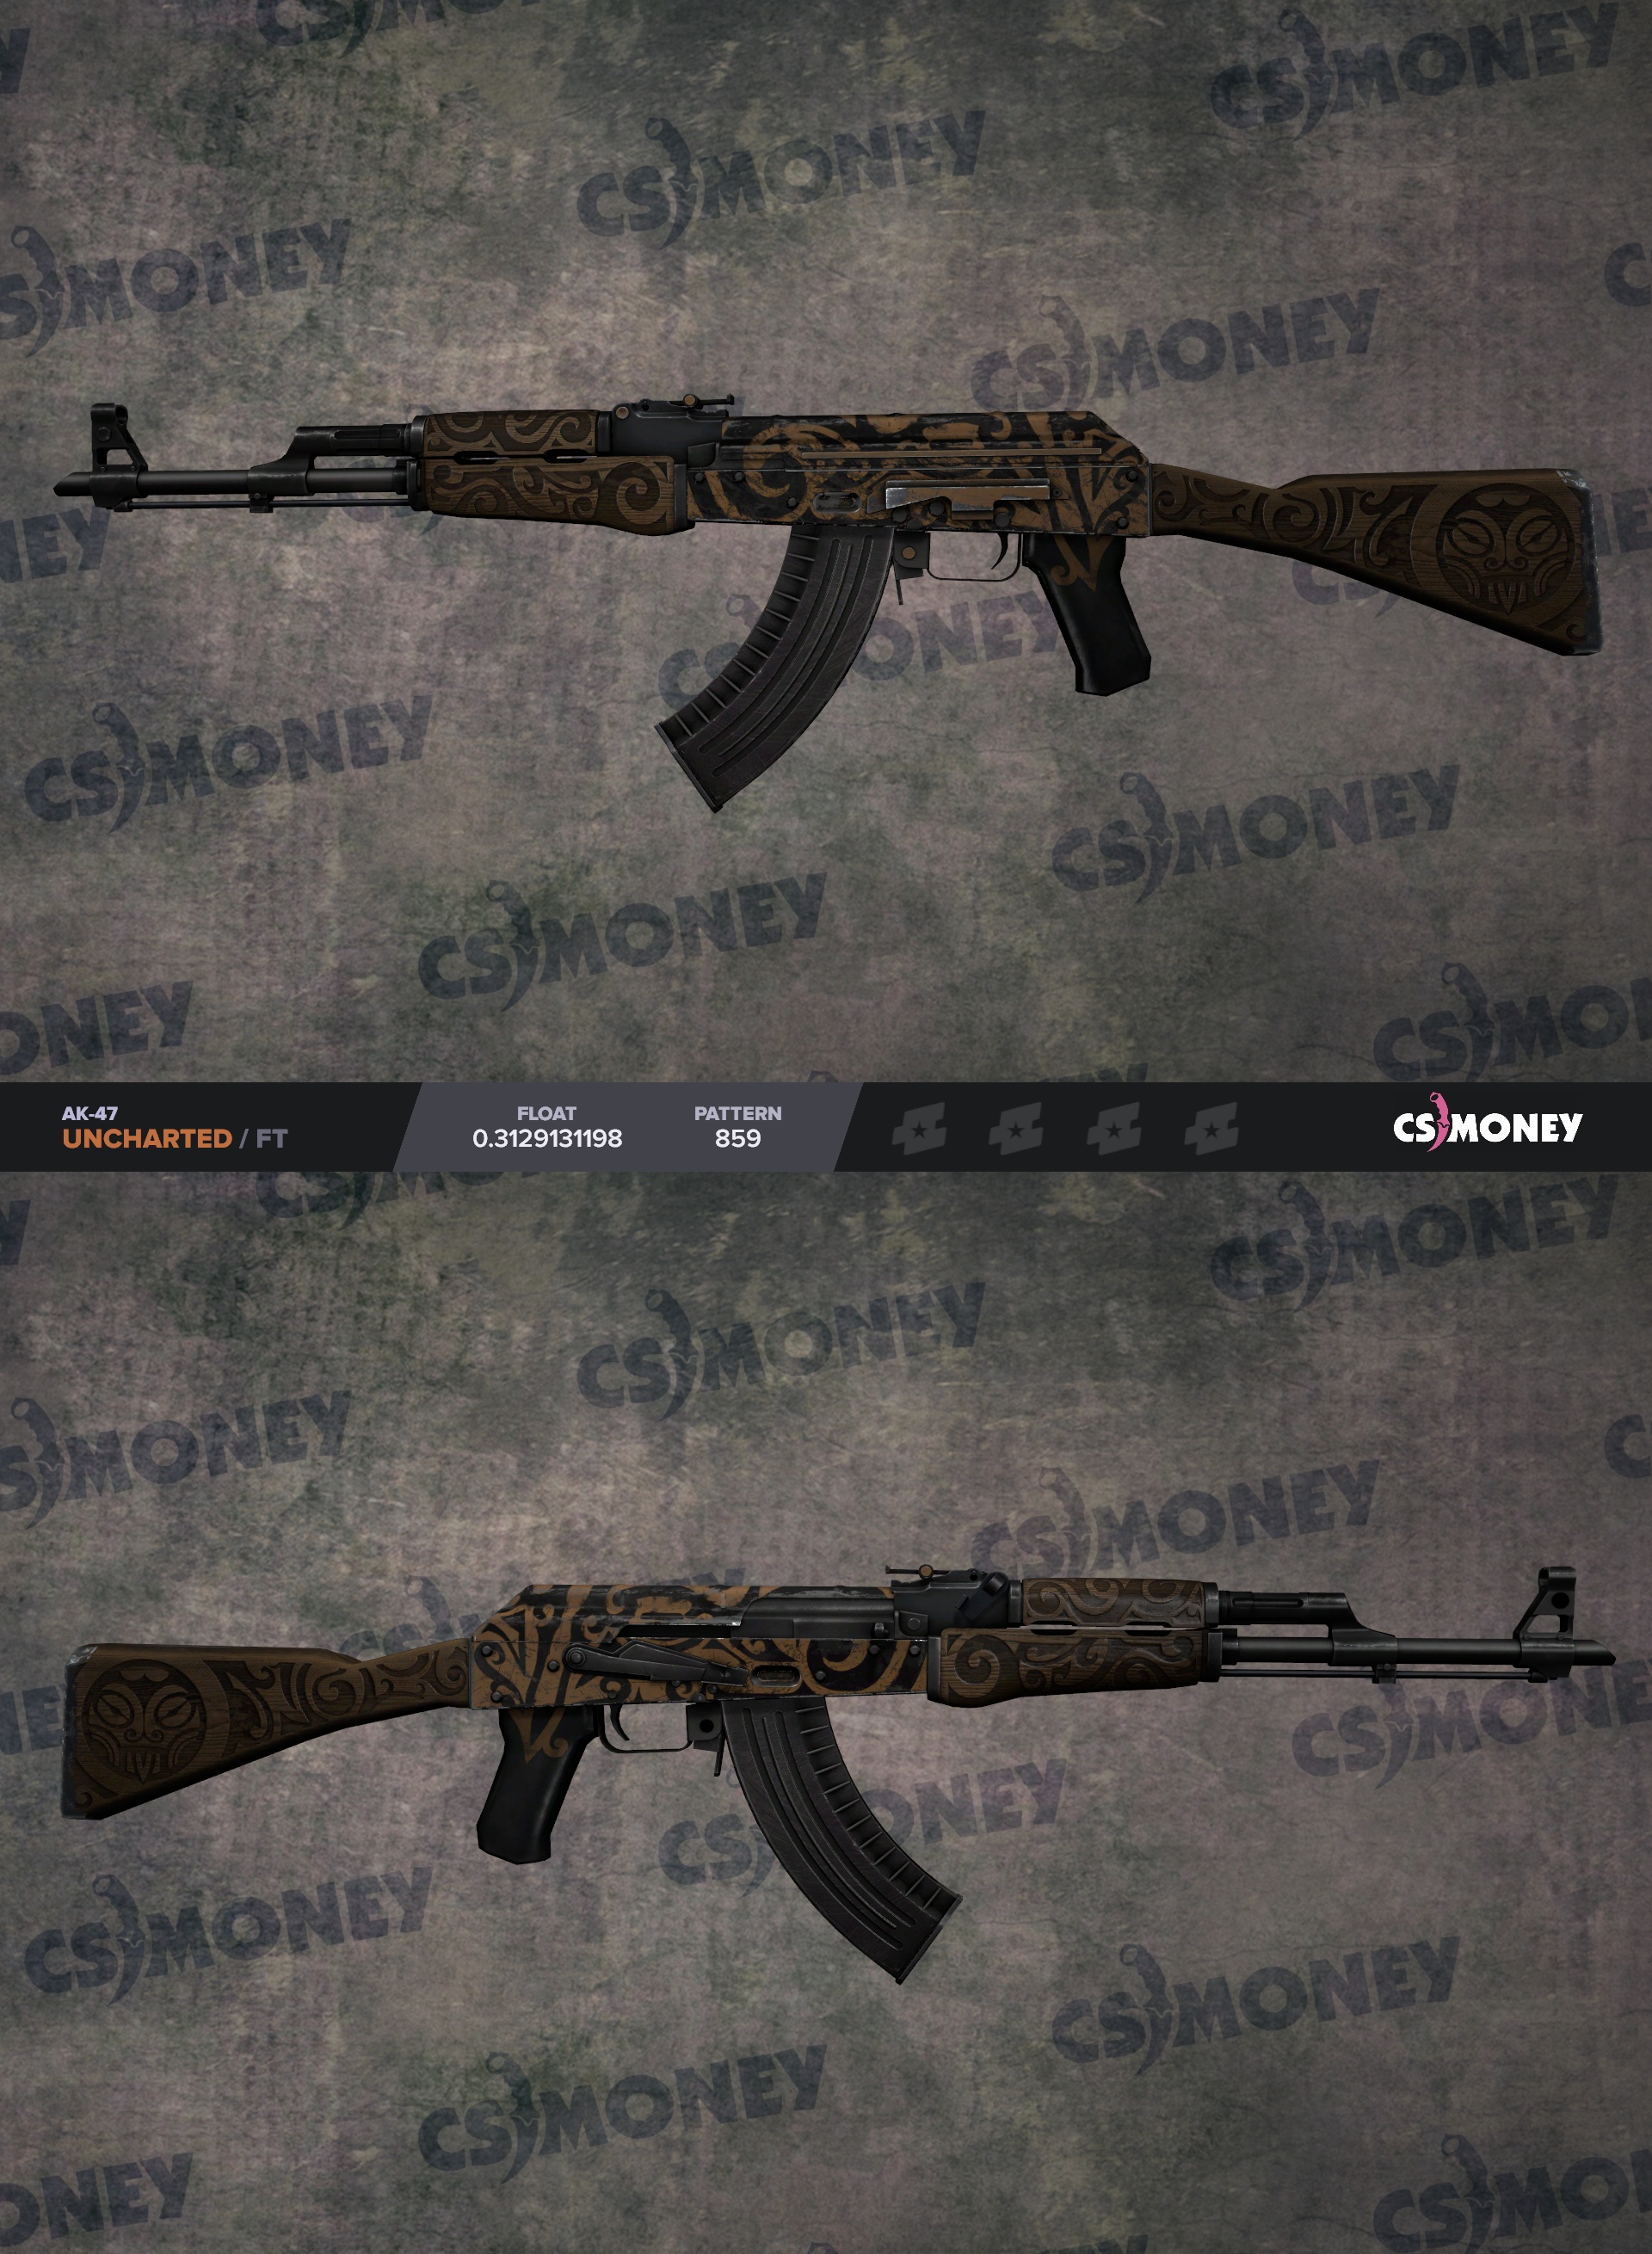 AK-47
UNCHARTED / FT
FLOAT
0.3129131198
PATTERN
859
CS MONEY